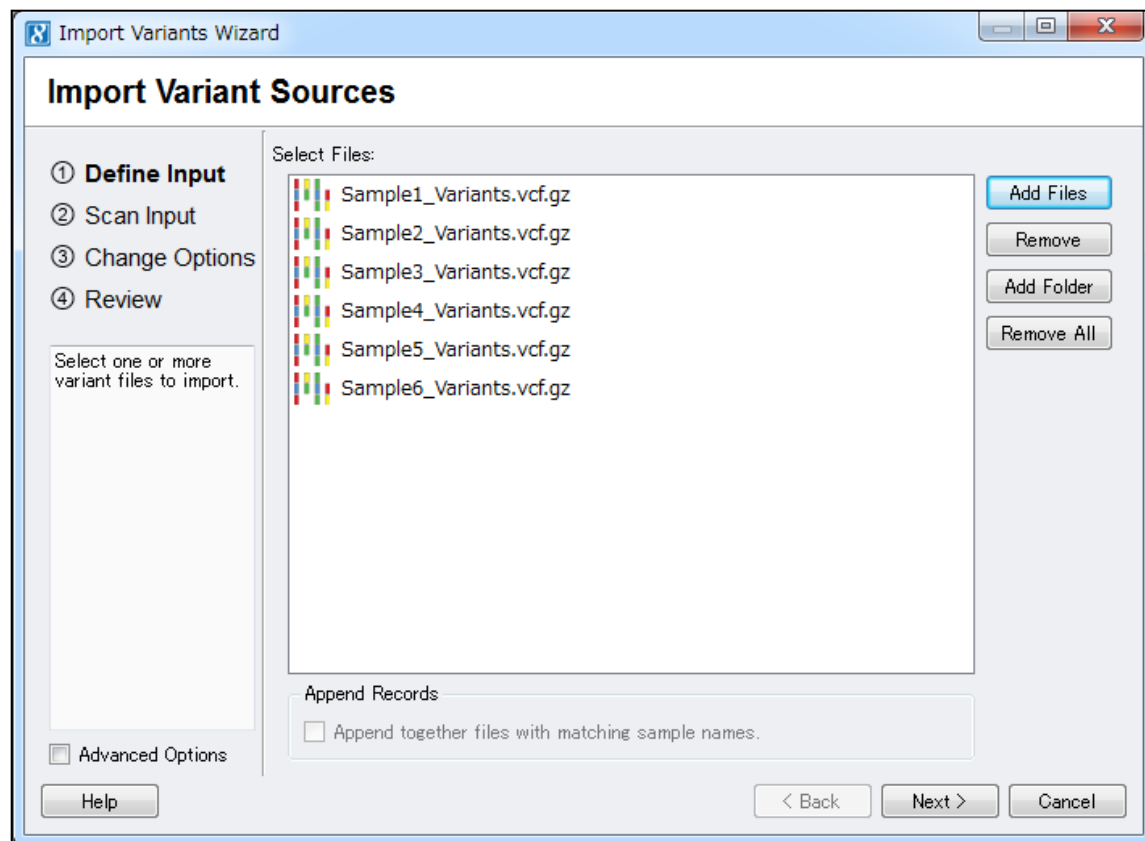 Import Variants Wizard
Import Variant Sources
① Define Input
② Scan Input
③ Change Options
④ Review
Select one or more
variant files to import.
Advanced Options
Select Files:
Sample1_Variants.vcf.gz
Sample2_Variants.vcf.gz
Sample3_Variants.vcf.gz
Sample4_Variants.vcf.gz
Sample5_Variants.vcf.gz
Sample6_Variants.vcf.gz
Add Files
Remove
Add Folder
Remove All
Append Records
Append together files with matching sample names.
Help
< Back
Next >
Cancel